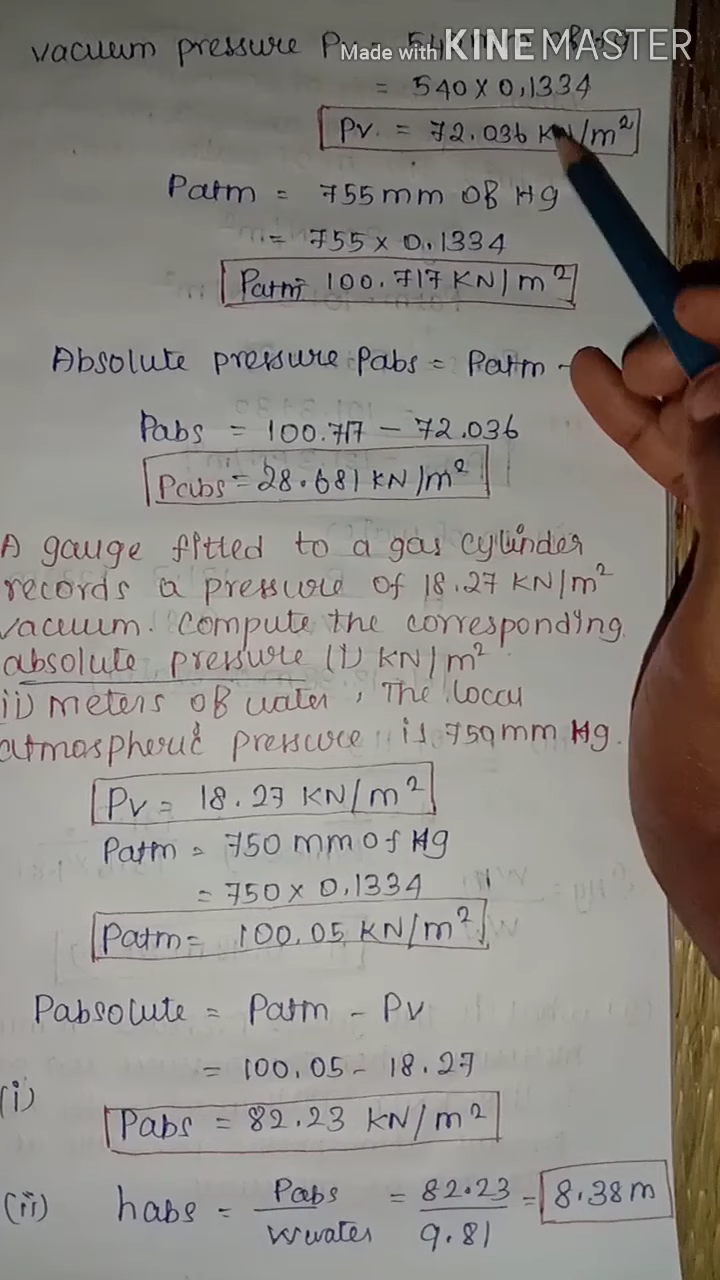 vacuum pressure Pv
Made with KINEMASTER
= 540 x 0.1334
Pv. = 72.036 KN/m²
Patm = 755 mm OB Hg
= 755 x 0.1334
Patm = 100.717 KN/m²
Absolute pressure Pabs = Patm -
Pabs = 100.717 - 72.036
Pabs = 28.681 KN/m²
A gauge fitted to a gas cylinder
records a pressure of 18.27 KN/m²
vacuum. compute the corresponding
absolute pressure (i) KN/m²
ii) meters OB water, The local
atmospheric pressure is 750 mm Hg.
Pv = 18.27 KN/m²
Patm = 750 mm of Hg
= 750 x 0.1334
Patm = 100.05 KN/m²
Pabsolute = Patm - Pv
= 100.05 - 18.27
(i) Pabs = 82.23 KN/m²
(ii) habs = Pabs / Wwater = 82.23 / 9.81 = 8.38m